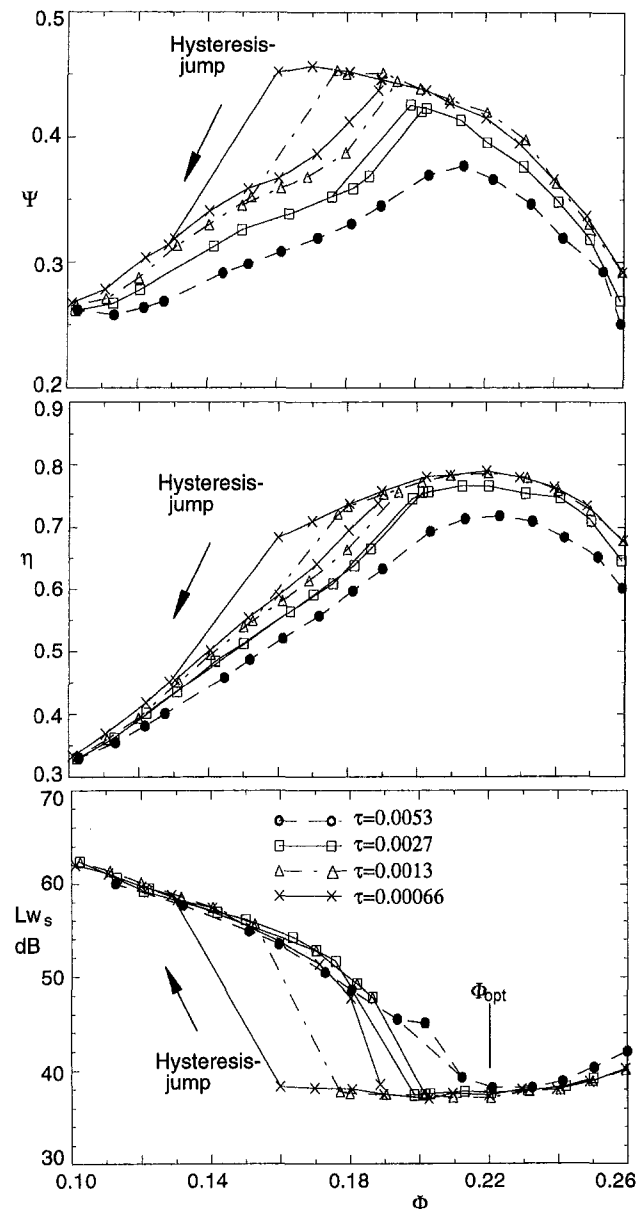 0.5
Hysteresis-
jump
0.4
Ψ
0.3
0.2
0.9
0.8
Hysteresis-
jump
0.7
η
0.6
0.5
0.4
0.3
70
τ=0.0053
τ=0.0027
60
τ=0.0013
Lws
τ=0.00066
dB
50
Φopt
40
Hysteresis-
jump
30
0.10 0.14 0.18 0.22 0.26
Φ